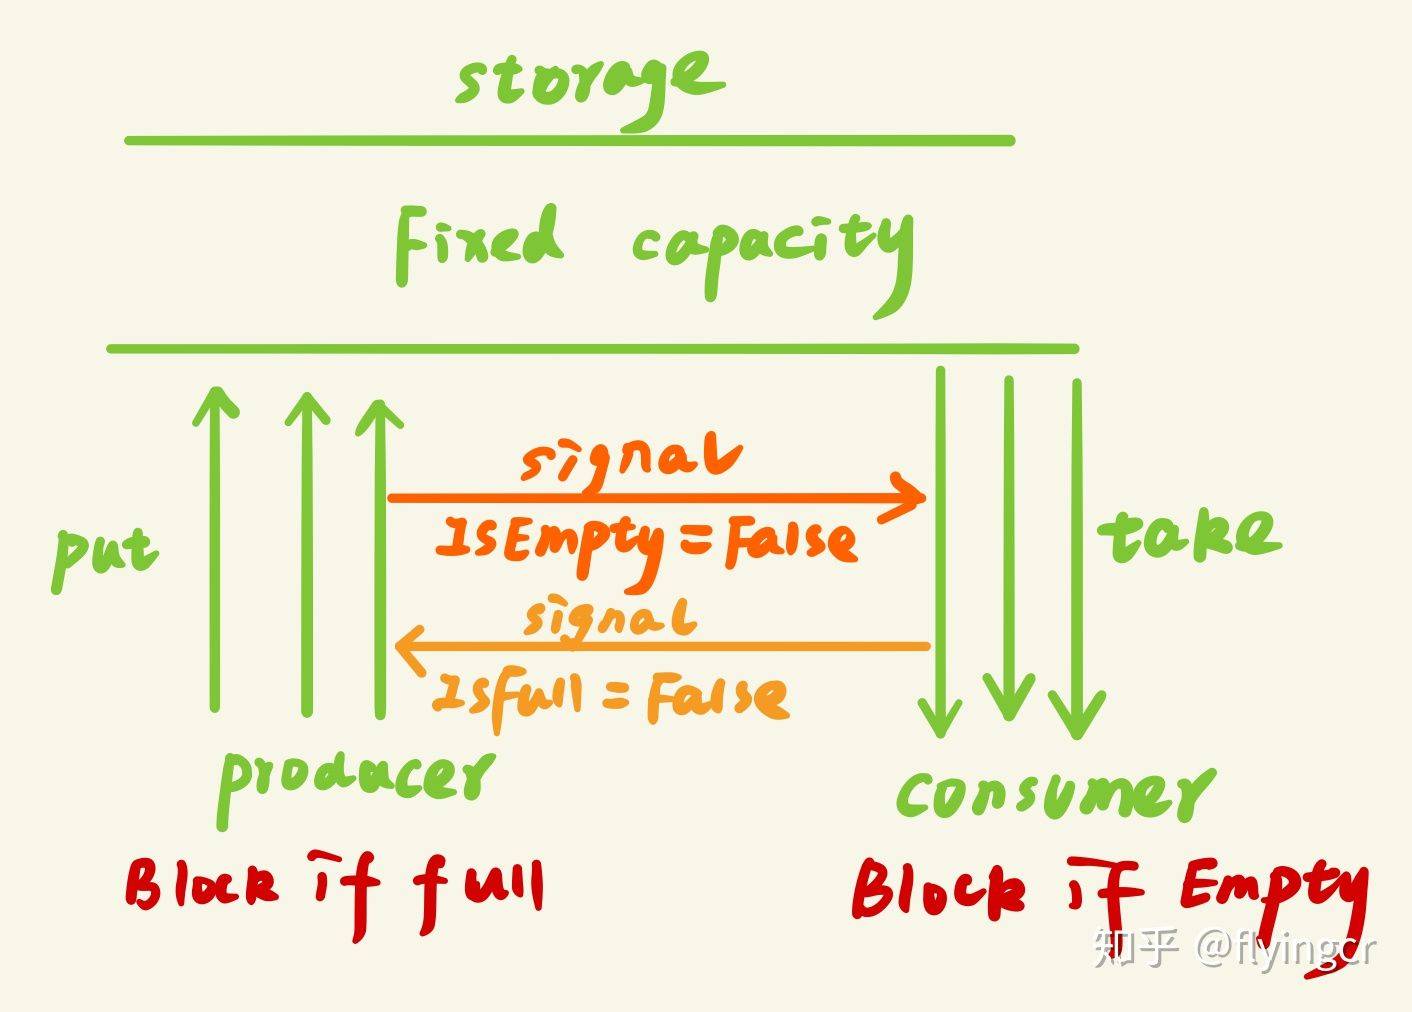 storage
Fixed capacity
signal
IsEmpty = False
put
take
signal
IsFull = False
producer
consumer
Block if full
Block if Empty
知乎 @flyingcr